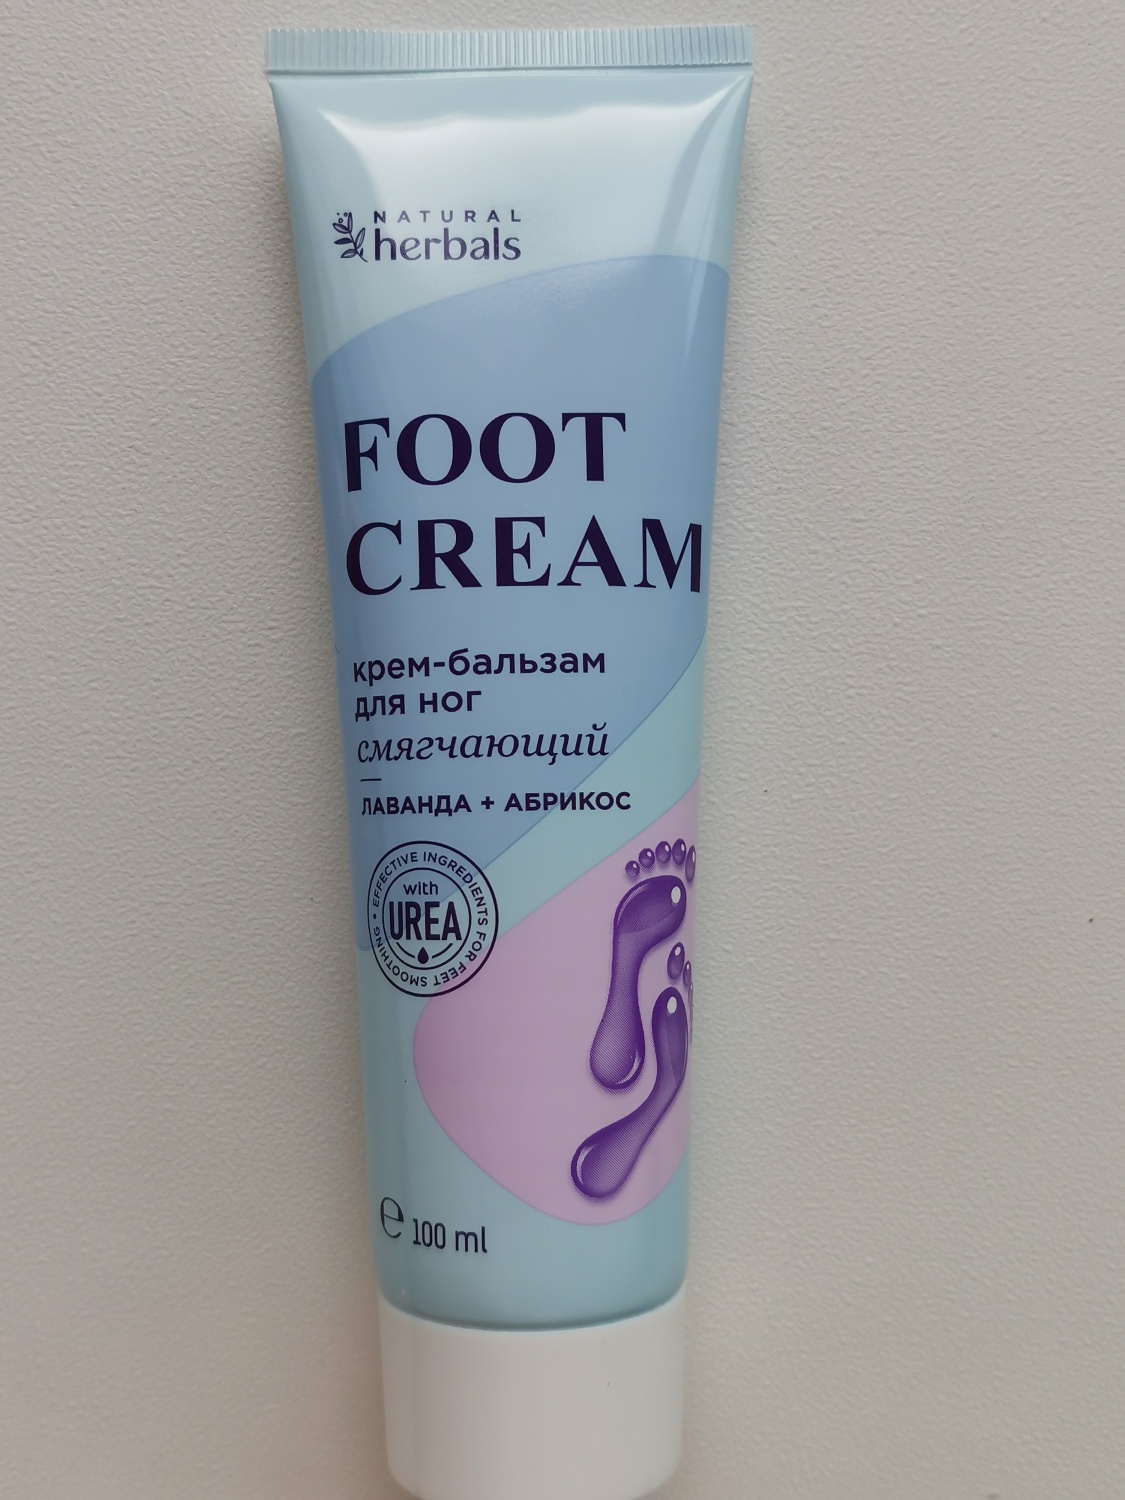 NATURAL
herbals
FOOT
CREAM
крем-бальзам
для ног
смягчающий
ЛАВАНДА + АБРИКОС
• EFFECTIVE INGREDIENTS FOR FEET SMOOTHING
with
UREA
℮ 100 ml